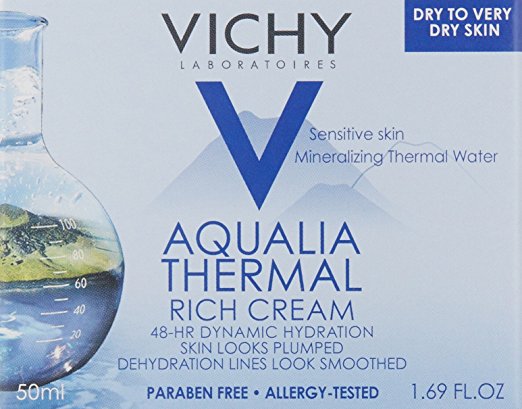 VICHY
LABORATOIRES
DRY TO VERY
DRY SKIN
V
Sensitive skin
Mineralizing Thermal Water
AQUALIA
THERMAL
RICH CREAM
48-HR DYNAMIC HYDRATION
SKIN LOOKS PLUMPED
DEHYDRATION LINES LOOK SMOOTHED
100
80
60
40
20
50ml
PARABEN FREE • ALLERGY-TESTED
1.69 FL.OZ